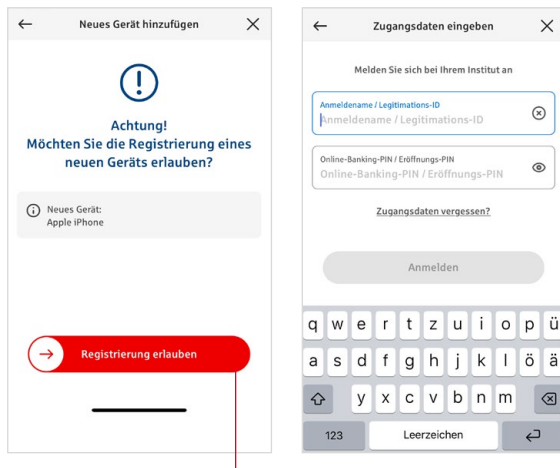 Neues Gerät hinzufügen
Achtung!
Möchten Sie die Registrierung eines
neuen Geräts erlauben?
Neues Gerät:
Apple iPhone
Registrierung erlauben
Zugangsdaten eingeben
Melden Sie sich bei Ihrem Institut an
Anmeldename / Legitimations-ID
Anmeldename / Legitimations-ID
Online-Banking-PIN / Eröffnungs-PIN
Online-Banking-PIN / Eröffnungs-PIN
Zugangsdaten vergessen?
Anmelden
q w e r t z u i o p ü
a s d f g h j k l ö ä
y x c v b n m
123 Leerzeichen